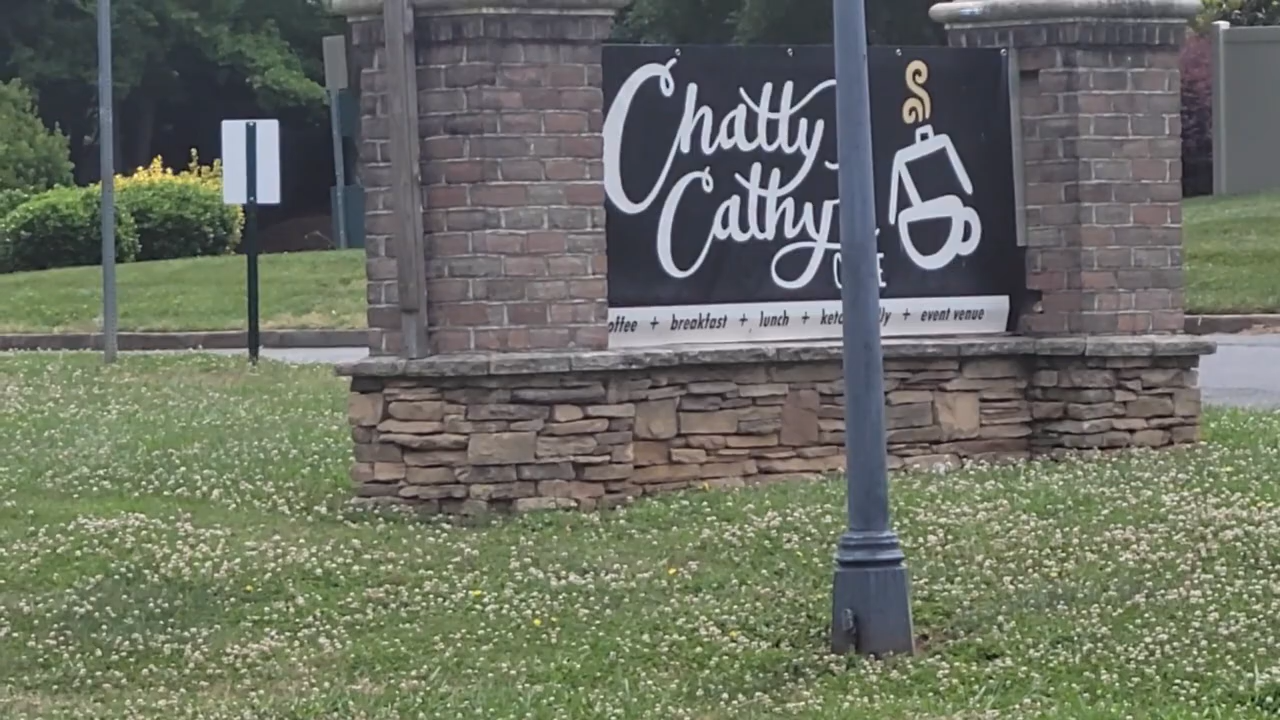 Chatty
Cathy
offee + breakfast + lunch + + event venue